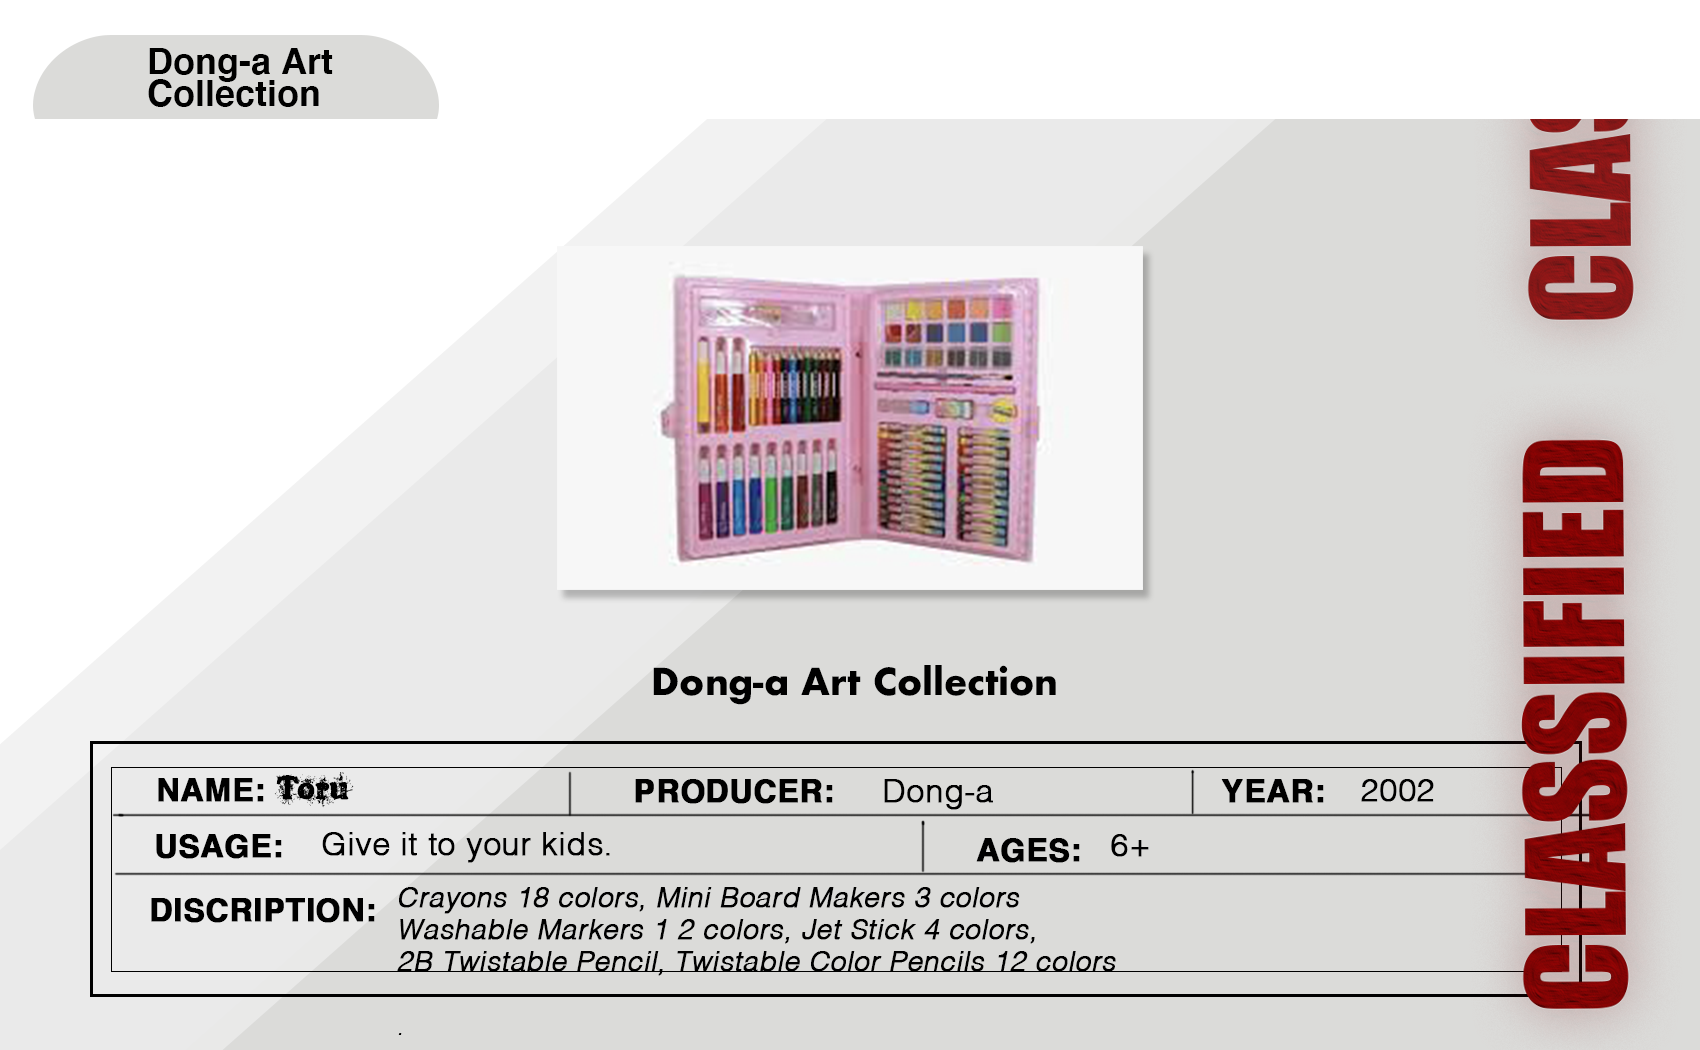 Dong-a Art
Collection
CLAS
CLASSIFIED
Dong-a Art Collection
NAME: Toru
PRODUCER: Dong-a
YEAR: 2002
USAGE: Give it to your kids.
AGES: 6+
DISCRIPTION: Crayons 18 colors, Mini Board Makers 3 colors
Washable Markers 1 2 colors, Jet Stick 4 colors,
2B Twistable Pencil, Twistable Color Pencils 12 colors
.